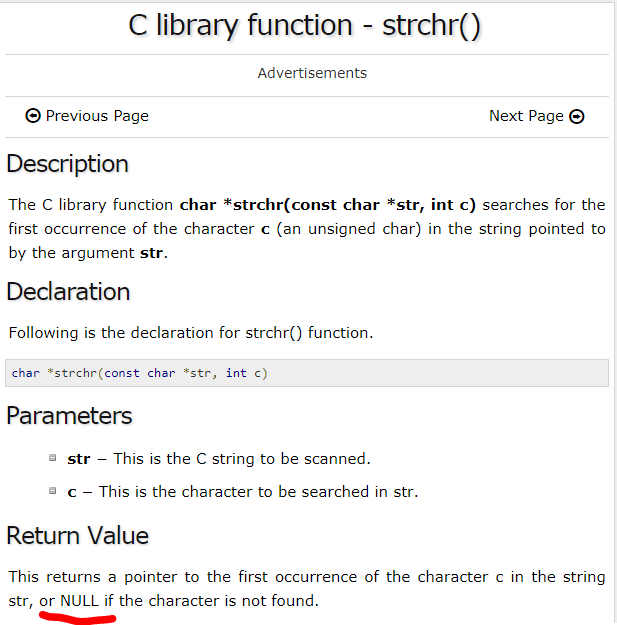 C library function - strchr()
Advertisements
Previous Page
Next Page
Description
The C library function char *strchr(const char *str, int c) searches for the
first occurrence of the character c (an unsigned char) in the string pointed to
by the argument str.
Declaration
Following is the declaration for strchr() function.
char *strchr(const char *str, int c)
Parameters
str − This is the C string to be scanned.
c − This is the character to be searched in str.
Return Value
This returns a pointer to the first occurrence of the character c in the string
str, or NULL if the character is not found.